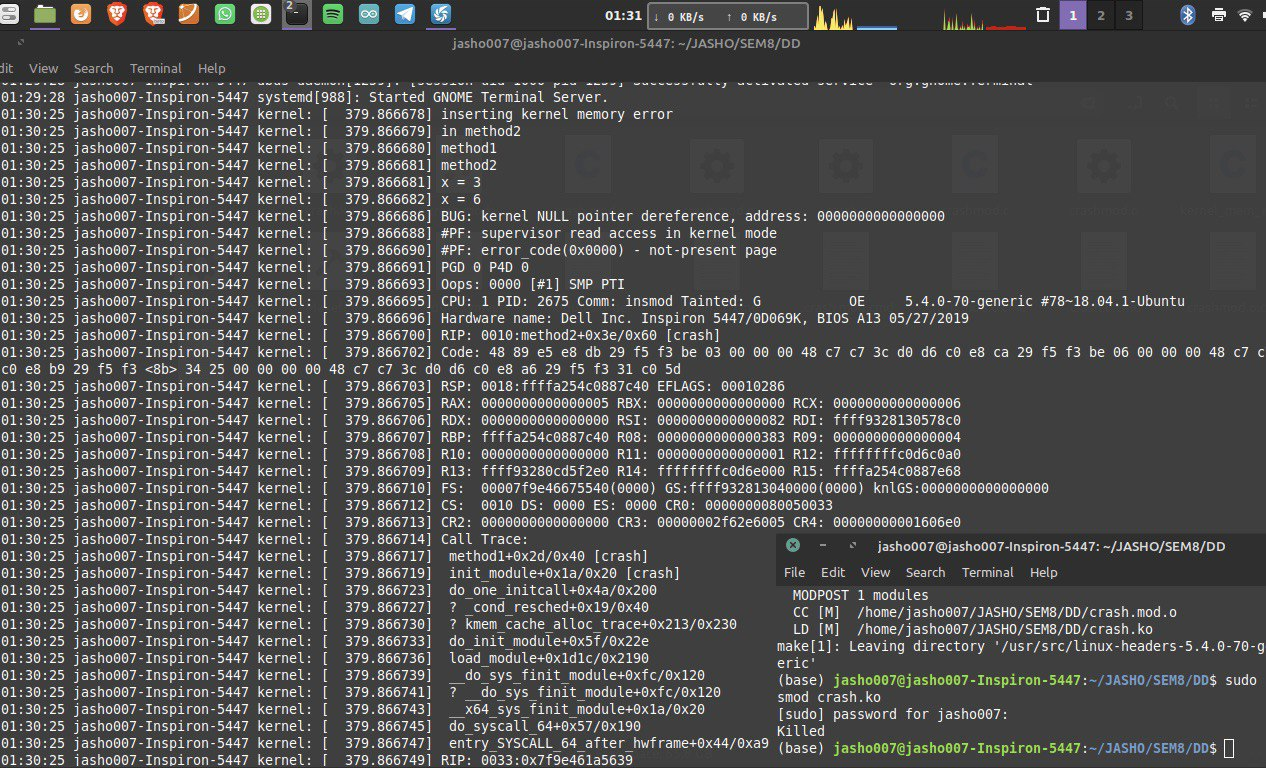 2
01:31 ↓ 0 KB/s ↑ 0 KB/s
1 2 3
jasho007@jasho007-Inspiron-5447: ~/JASHO/SEM8/DD
dit View Search Terminal Help
01:29:28 jasho007-Inspiron-5447 systemd[988]: Started GNOME Terminal Server.
01:30:25 jasho007-Inspiron-5447 kernel: [  379.866678] inserting kernel memory error
01:30:25 jasho007-Inspiron-5447 kernel: [  379.866679] in method2
01:30:25 jasho007-Inspiron-5447 kernel: [  379.866680] method1
01:30:25 jasho007-Inspiron-5447 kernel: [  379.866681] method2
01:30:25 jasho007-Inspiron-5447 kernel: [  379.866681] x = 3
01:30:25 jasho007-Inspiron-5447 kernel: [  379.866682] x = 6
01:30:25 jasho007-Inspiron-5447 kernel: [  379.866686] BUG: kernel NULL pointer dereference, address: 0000000000000000
01:30:25 jasho007-Inspiron-5447 kernel: [  379.866688] #PF: supervisor read access in kernel mode
01:30:25 jasho007-Inspiron-5447 kernel: [  379.866690] #PF: error_code(0x0000) - not-present page
01:30:25 jasho007-Inspiron-5447 kernel: [  379.866691] PGD 0 P4D 0
01:30:25 jasho007-Inspiron-5447 kernel: [  379.866693] Oops: 0000 [#1] SMP PTI
01:30:25 jasho007-Inspiron-5447 kernel: [  379.866695] CPU: 1 PID: 2675 Comm: insmod Tainted: G           OE     5.4.0-70-generic #78~18.04.1-Ubuntu
01:30:25 jasho007-Inspiron-5447 kernel: [  379.866696] Hardware name: Dell Inc. Inspiron 5447/0D069K, BIOS A13 05/27/2019
01:30:25 jasho007-Inspiron-5447 kernel: [  379.866700] RIP: 0010:method2+0x3e/0x60 [crash]
01:30:25 jasho007-Inspiron-5447 kernel: [  379.866702] Code: 48 89 e5 e8 db 29 f5 f3 be 03 00 00 00 48 c7 c7 3c d0 d6 c0 e8 ca 29 f5 f3 be 06 00 00 00 48 c7 c
c0 e8 b9 29 f5 f3 <8b> 34 25 00 00 00 00 48 c7 c7 3c d0 d6 c0 e8 a6 29 f5 f3 31 c0 5d
01:30:25 jasho007-Inspiron-5447 kernel: [  379.866703] RSP: 0018:ffffa254c0887c40 EFLAGS: 00010286
01:30:25 jasho007-Inspiron-5447 kernel: [  379.866705] RAX: 0000000000000005 RBX: 0000000000000000 RCX: 0000000000000006
01:30:25 jasho007-Inspiron-5447 kernel: [  379.866706] RDX: 0000000000000000 RSI: 0000000000000082 RDI: ffff9328130578c0
01:30:25 jasho007-Inspiron-5447 kernel: [  379.866707] RBP: ffffa254c0887c40 R08: 0000000000000383 R09: 0000000000000004
01:30:25 jasho007-Inspiron-5447 kernel: [  379.866708] R10: 0000000000000000 R11: 0000000000000001 R12: ffffffffc0d6c0a0
01:30:25 jasho007-Inspiron-5447 kernel: [  379.866709] R13: ffff93280cd5f2e0 R14: ffffffffc0d6e000 R15: ffffa254c0887e68
01:30:25 jasho007-Inspiron-5447 kernel: [  379.866710] FS:  00007f9e46675540(0000) GS:ffff932813040000(0000) knlGS:0000000000000000
01:30:25 jasho007-Inspiron-5447 kernel: [  379.866712] CS:  0010 DS: 0000 ES: 0000 CR0: 0000000080050033
01:30:25 jasho007-Inspiron-5447 kernel: [  379.866713] CR2: 0000000000000000 CR3: 00000002f62e6005 CR4: 00000000001606e0
01:30:25 jasho007-Inspiron-5447 kernel: [  379.866714] Call Trace:
01:30:25 jasho007-Inspiron-5447 kernel: [  379.866717]  method1+0x2d/0x40 [crash]
01:30:25 jasho007-Inspiron-5447 kernel: [  379.866719]  init_module+0x1a/0x20 [crash]
01:30:25 jasho007-Inspiron-5447 kernel: [  379.866723]  do_one_initcall+0x4a/0x200
01:30:25 jasho007-Inspiron-5447 kernel: [  379.866727]  ? _cond_resched+0x19/0x40
01:30:25 jasho007-Inspiron-5447 kernel: [  379.866730]  ? kmem_cache_alloc_trace+0x213/0x230
01:30:25 jasho007-Inspiron-5447 kernel: [  379.866733]  do_init_module+0x5f/0x22e
01:30:25 jasho007-Inspiron-5447 kernel: [  379.866736]  load_module+0x1d1c/0x2190
01:30:25 jasho007-Inspiron-5447 kernel: [  379.866739]  __do_sys_finit_module+0xfc/0x120
01:30:25 jasho007-Inspiron-5447 kernel: [  379.866741]  ? __do_sys_finit_module+0xfc/0x120
01:30:25 jasho007-Inspiron-5447 kernel: [  379.866743]  __x64_sys_finit_module+0x1a/0x20
01:30:25 jasho007-Inspiron-5447 kernel: [  379.866745]  do_syscall_64+0x57/0x190
01:30:25 jasho007-Inspiron-5447 kernel: [  379.866747]  entry_SYSCALL_64_after_hwframe+0x44/0xa9
01:30:25 jasho007-Inspiron-5447 kernel: [  379.866749] RIP: 0033:0x7f9e461a5639
jasho007@jasho007-Inspiron-5447: ~/JASHO/SEM8/DD
File Edit View Search Terminal Help
MODPOST 1 modules
CC [M]  /home/jasho007/JASHO/SEM8/DD/crash.mod.o
LD [M]  /home/jasho007/JASHO/SEM8/DD/crash.ko
make[1]: Leaving directory '/usr/src/linux-headers-5.4.0-70-g
eric'
(base) jasho007@jasho007-Inspiron-5447:~/JASHO/SEM8/DD$ sudo
smod crash.ko
[sudo] password for jasho007:
Killed
(base) jasho007@jasho007-Inspiron-5447:~/JASHO/SEM8/DD$